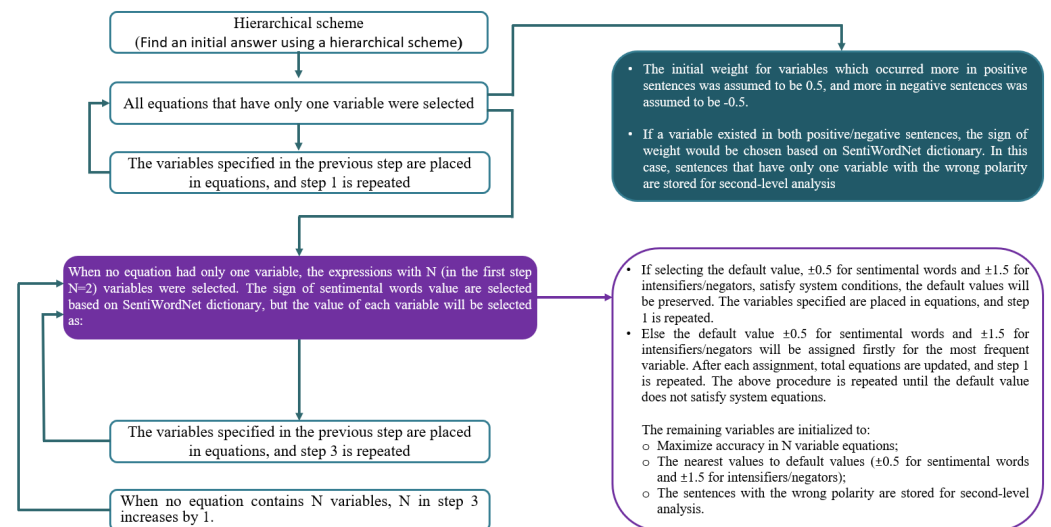 Hierarchical scheme
(Find an initial answer using a hierarchical scheme)
All equations that have only one variable were selected
The variables specified in the previous step are placed
in equations, and step 1 is repeated
• The initial weight for variables which occurred more in positive
sentences was assumed to be 0.5, and more in negative sentences was
assumed to be -0.5.
• If a variable existed in both positive/negative sentences, the sign of
weight would be chosen based on SentiWordNet dictionary. In this
case, sentences that have only one variable with the wrong polarity
are stored for second-level analysis
When no equation had only one variable, the expressions with N (in the first step
N=2) variables were selected. The sign of sentimental words value are selected
based on SentiWordNet dictionary, but the value of each variable will be selected
as:
• If selecting the default value, ±0.5 for sentimental words and ±1.5 for
intensifiers/negators, satisfy system conditions, the default values will
be preserved. The variables specified are placed in equations, and step
1 is repeated.
• Else the default value ±0.5 for sentimental words and ±1.5 for
intensifiers/negators will be assigned firstly for the most frequent
variable. After each assignment, total equations are updated, and step 1
is repeated. The above procedure is repeated until the default value
does not satisfy system equations.
The remaining variables are initialized to:
o Maximize accuracy in N variable equations;
o The nearest values to default values (±0.5 for sentimental words
and ±1.5 for intensifiers/negators);
o The sentences with the wrong polarity are stored for second-level
analysis.
The variables specified in the previous step are placed
in equations, and step 3 is repeated
When no equation contains N variables, N in step 3
increases by 1.